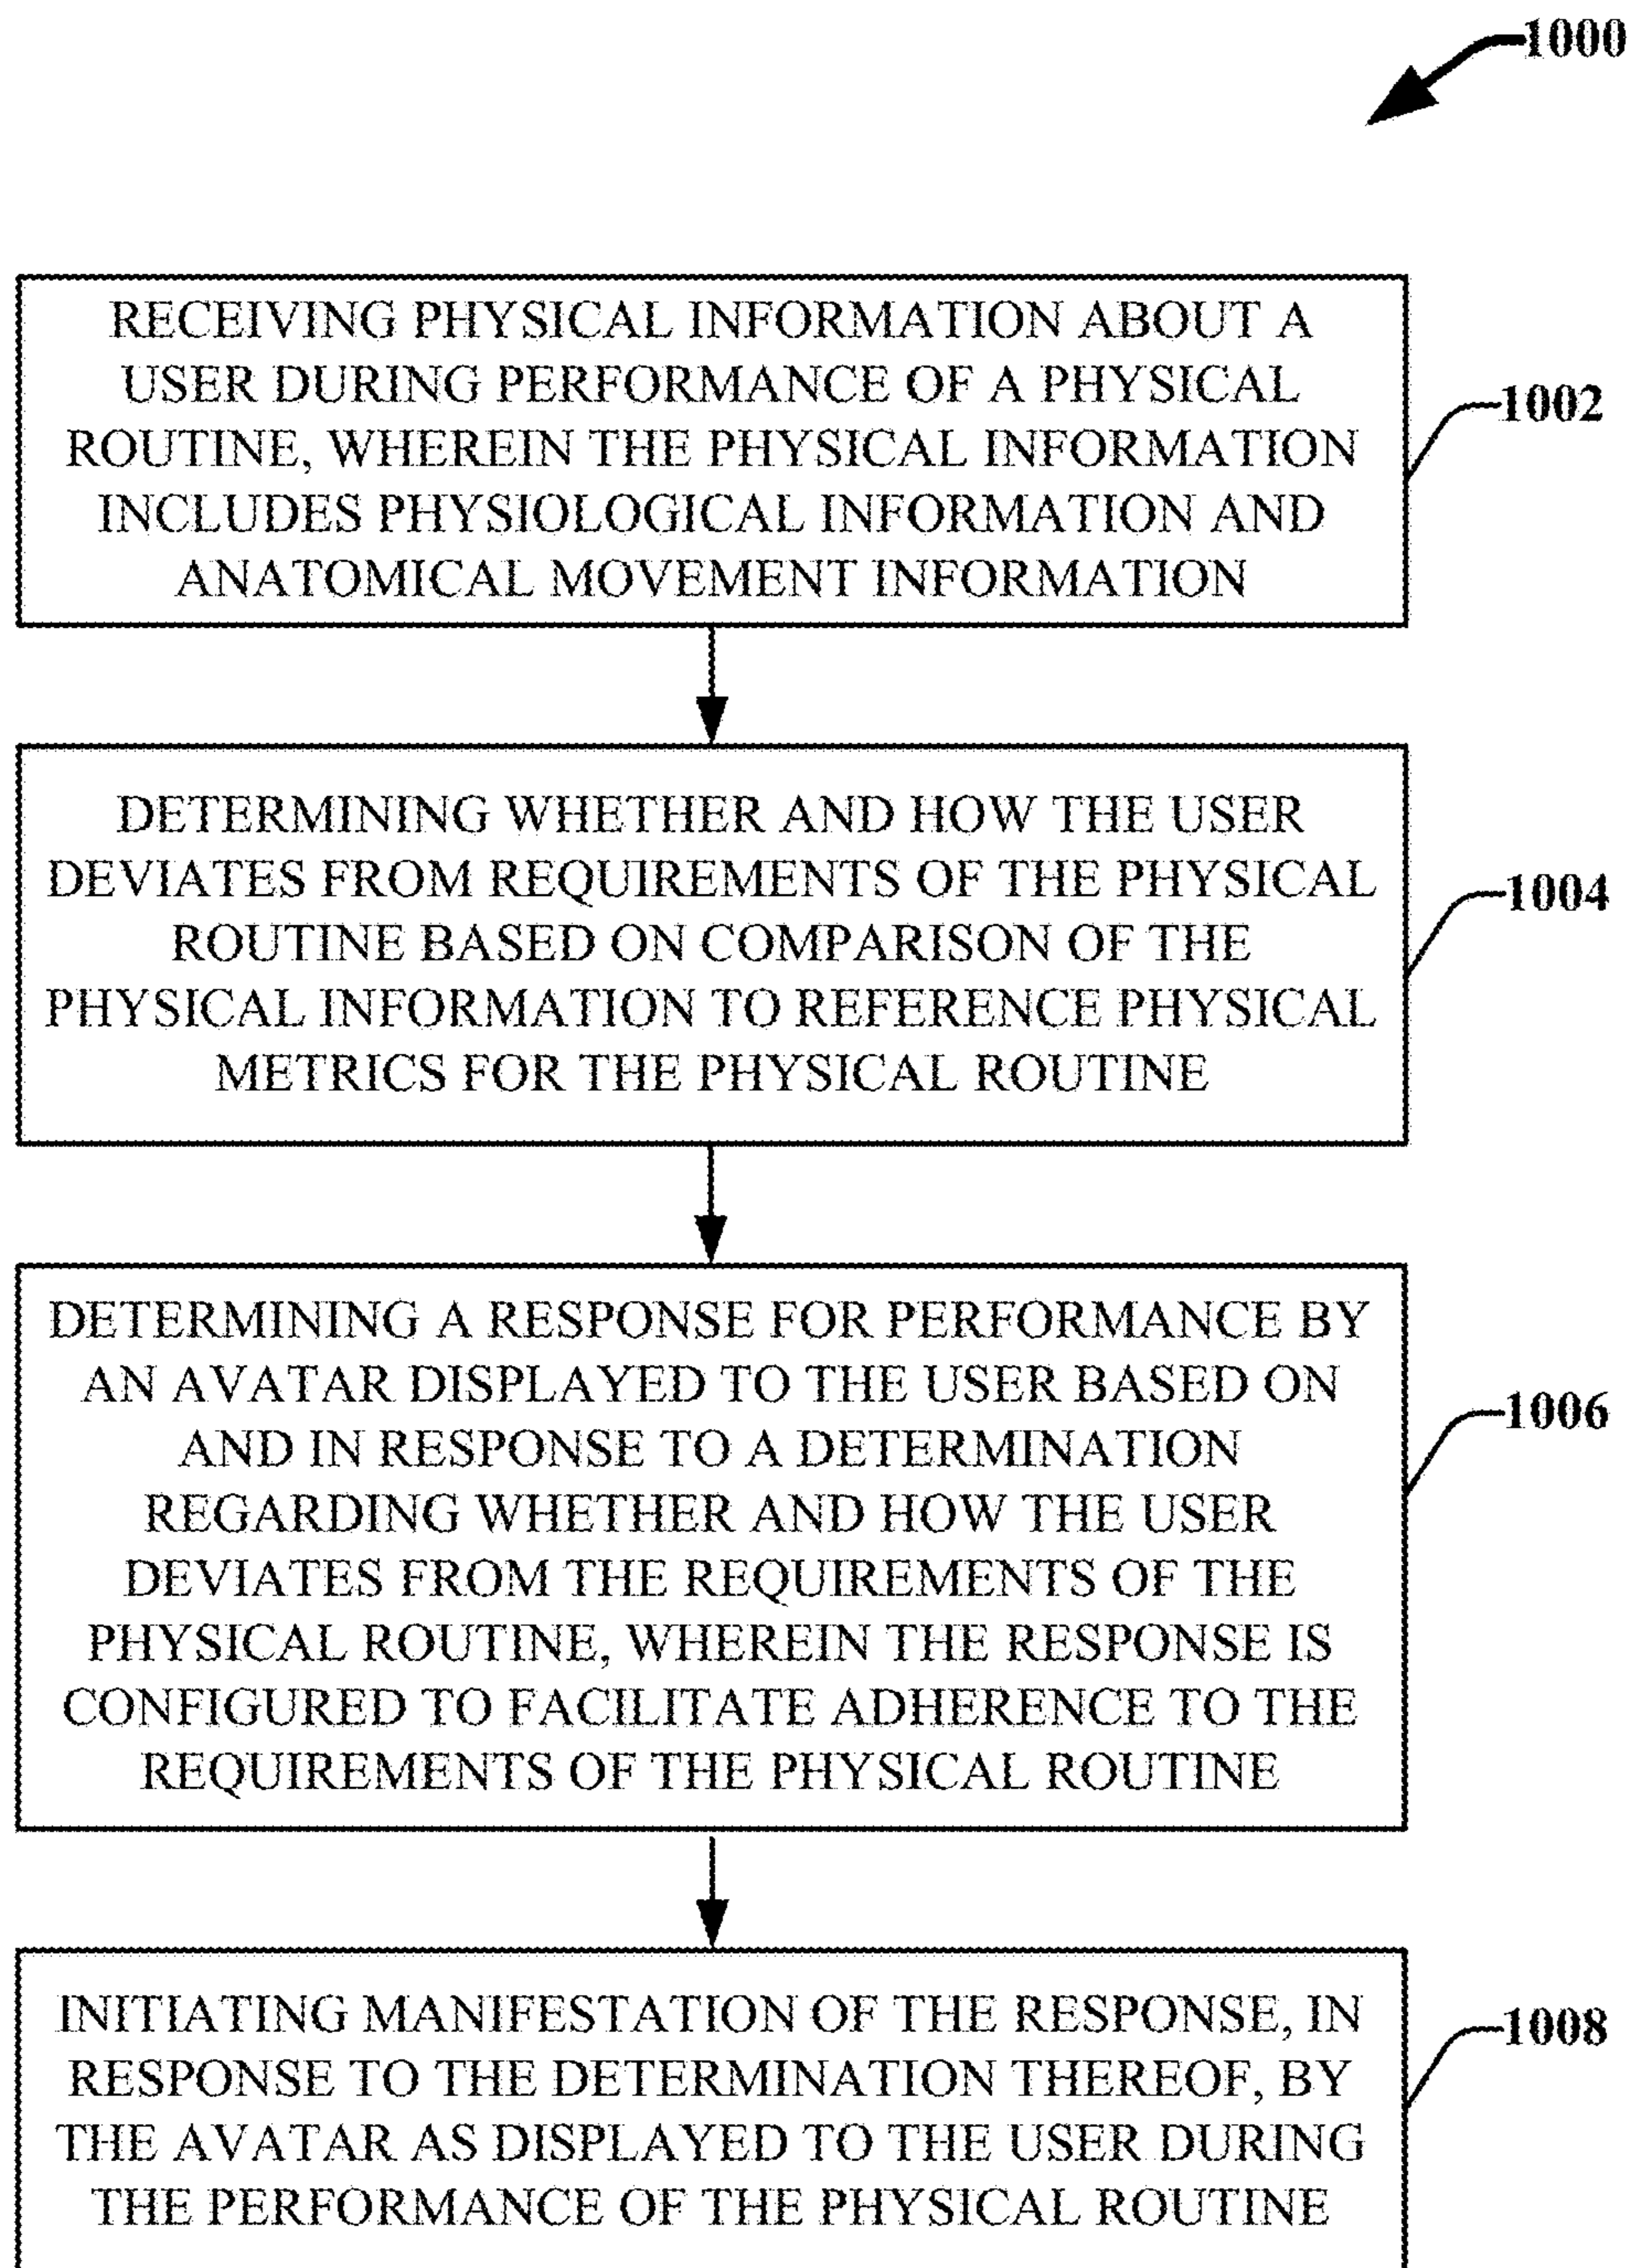 1000
RECEIVING PHYSICAL INFORMATION ABOUT A
USER DURING PERFORMANCE OF A PHYSICAL
ROUTINE, WHEREIN THE PHYSICAL INFORMATION
INCLUDES PHYSIOLOGICAL INFORMATION AND
ANATOMICAL MOVEMENT INFORMATION
1002
DETERMINING WHETHER AND HOW THE USER
DEVIATES FROM REQUIREMENTS OF THE PHYSICAL
ROUTINE BASED ON COMPARISON OF THE
PHYSICAL INFORMATION TO REFERENCE PHYSICAL
METRICS FOR THE PHYSICAL ROUTINE
1004
DETERMINING A RESPONSE FOR PERFORMANCE BY
AN AVATAR DISPLAYED TO THE USER BASED ON
AND IN RESPONSE TO A DETERMINATION
REGARDING WHETHER AND HOW THE USER
DEVIATES FROM THE REQUIREMENTS OF THE
PHYSICAL ROUTINE, WHEREIN THE RESPONSE IS
CONFIGURED TO FACILITATE ADHERENCE TO THE
REQUIREMENTS OF THE PHYSICAL ROUTINE
1006
INITIATING MANIFESTATION OF THE RESPONSE, IN
RESPONSE TO THE DETERMINATION THEREOF, BY
THE AVATAR AS DISPLAYED TO THE USER DURING
THE PERFORMANCE OF THE PHYSICAL ROUTINE
1008